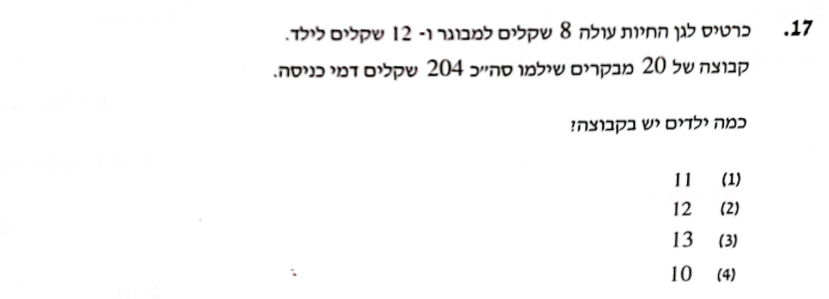 17. כרטיס לגן החיות עולה 8 שקלים למבוגר ו- 12 שקלים לילד.
קבוצה של 20 מבקרים שילמו סה״כ 204 שקלים דמי כניסה.
כמה ילדים יש בקבוצה?
(1) 11
(2) 12
(3) 13
(4) 10